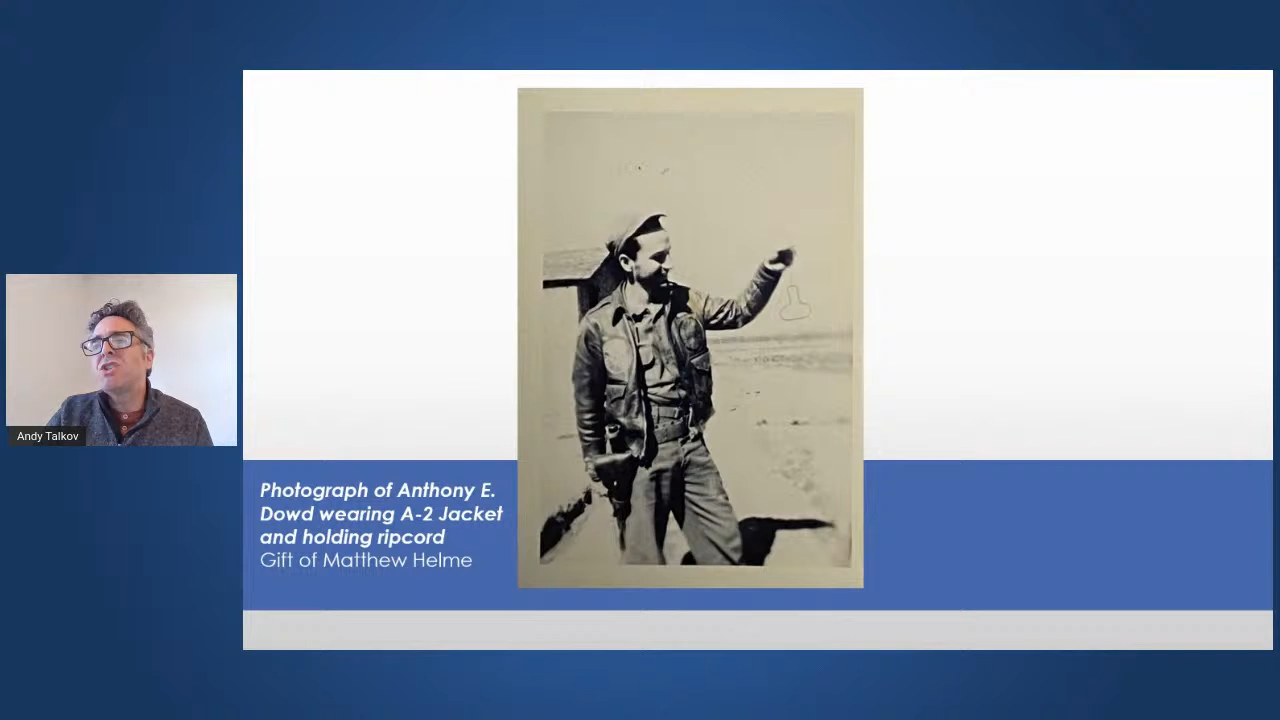 Andy Talkov
Photograph of Anthony E.
Dowd wearing A-2 Jacket
and holding ripcord
Gift of Matthew Helme